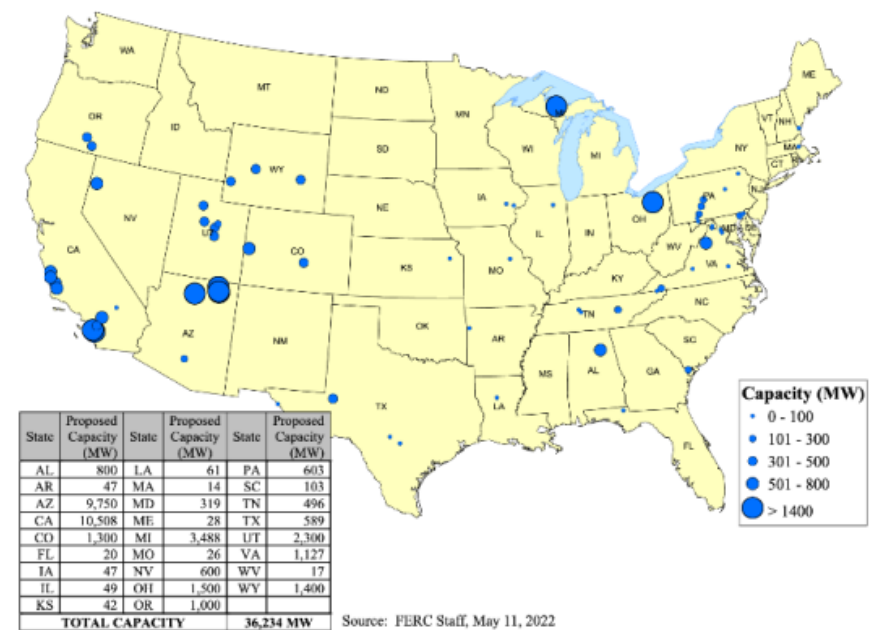 WA
ME
MT
ND
VT
NH
OR
MN
ID
MA
WI
SD
NY
MI
CT
WY
PA
IA
NJ
NE
OH
NV
IL
IN
UT
CO
WV
CA
VA
KS
MO
KY
NC
TN
OK
AZ
NM
AR
SC
MS
AL
GA
TX
LA
FL
Capacity (MW)
0 - 100
101 - 300
301 - 500
501 - 800
> 1400
State Proposed Capacity (MW) State Proposed Capacity (MW) State Proposed Capacity (MW)
AL 800 LA 61 PA 603
AR 47 MA 14 SC 103
AZ 9,750 MD 319 TN 496
CA 10,508 ME 28 TX 589
CO 1,300 MI 3,488 UT 2,300
FL 20 MO 26 VA 1,127
IA 47 NV 600 WV 17
IL 49 OH 1,500 WY 1,400
KS 42 OR 1,000
TOTAL CAPACITY 36,234 MW
Source: FERC Staff, May 11, 2022